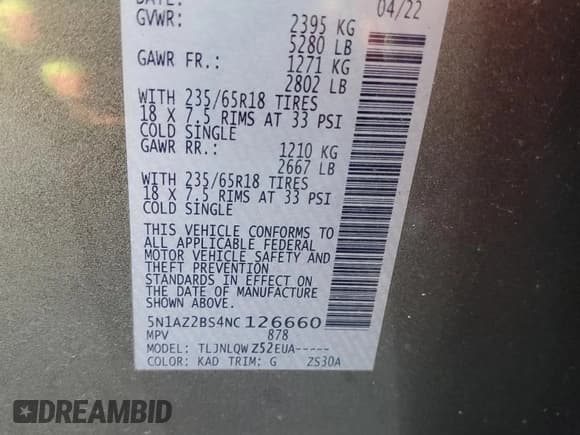 DATE: 04/22
GVWR: 2395 KG
5280 LB
GAWR FR.: 1271 KG
2802 LB
WITH 235/65R18 TIRES
18 X 7.5 RIMS AT 33 PSI
COLD SINGLE
GAWR RR.: 1210 KG
2667 LB
WITH 235/65R18 TIRES
18 X 7.5 RIMS AT 33 PSI
COLD SINGLE
THIS VEHICLE CONFORMS TO
ALL APPLICABLE FEDERAL
MOTOR VEHICLE SAFETY AND
THEFT PREVENTION
STANDARDS IN EFFECT ON
THE DATE OF MANUFACTURE
SHOWN ABOVE.
5N1AZ2BS4NC126660
MPV 878
MODEL: TLJNLQWZ52EUA-----
COLOR: KAD TRIM: G ZS30A
DREAMBID